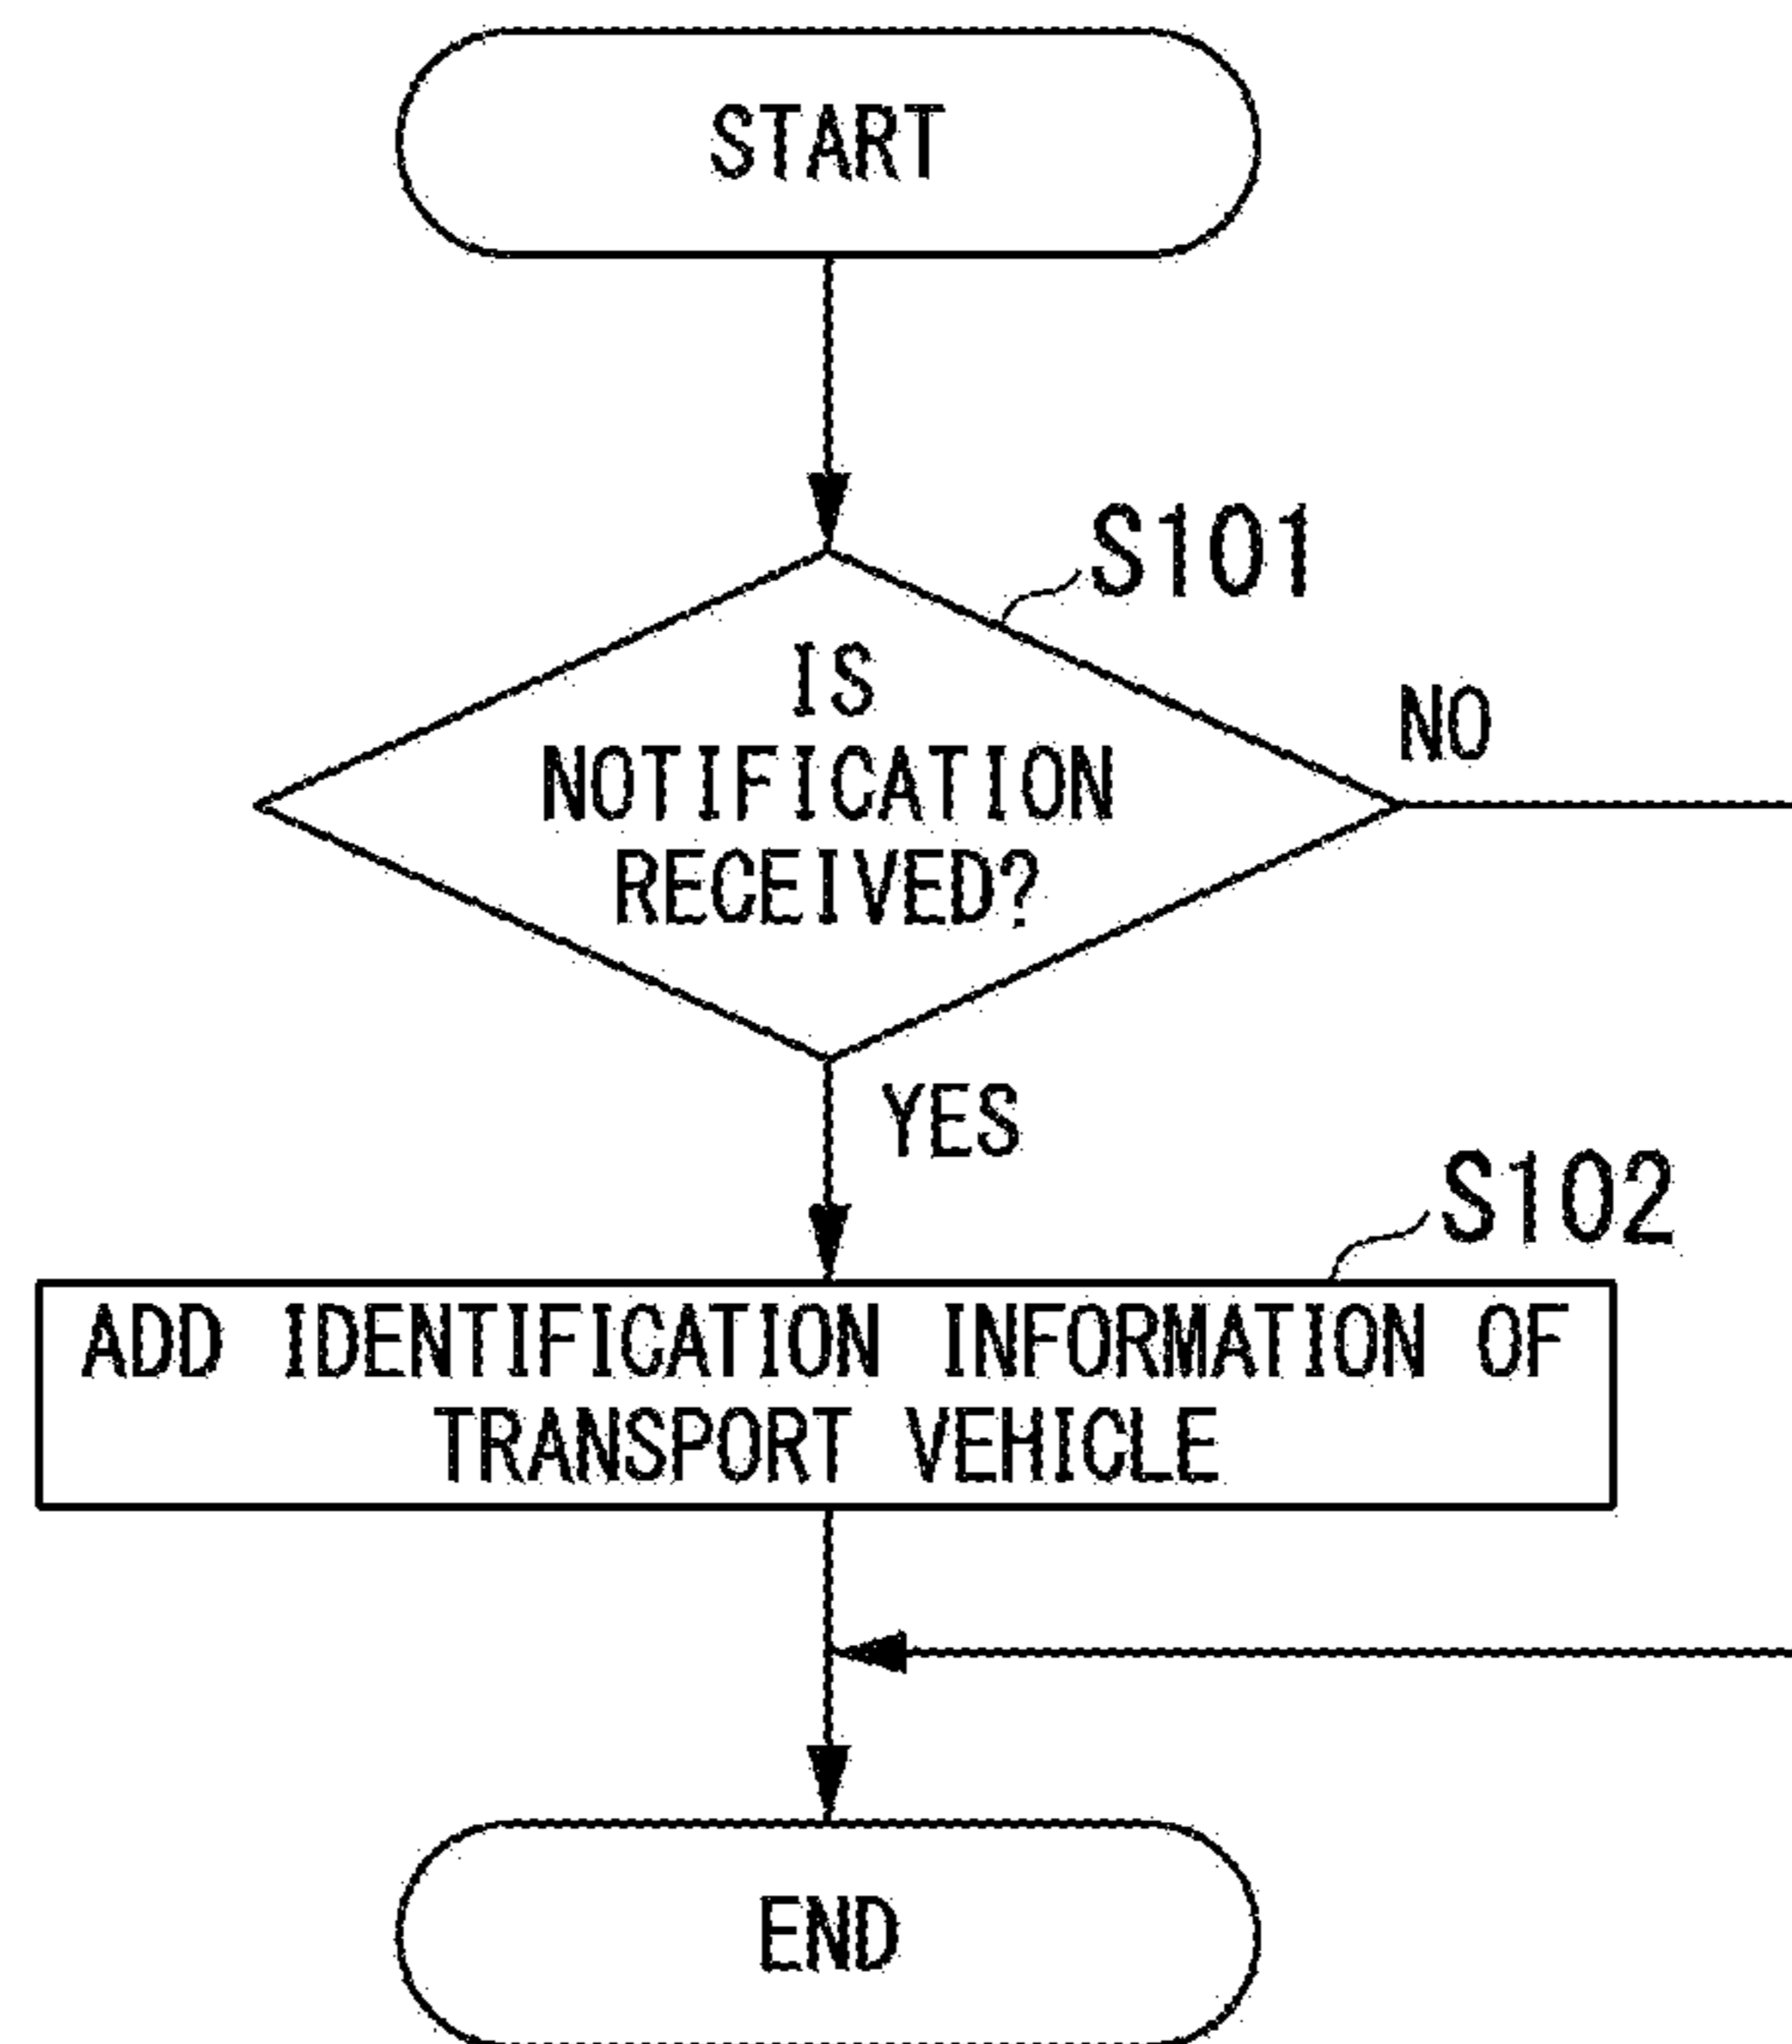 START
S101
IS
NOTIFICATION
RECEIVED?
NO
YES
S102
ADD IDENTIFICATION INFORMATION OF
TRANSPORT VEHICLE
END